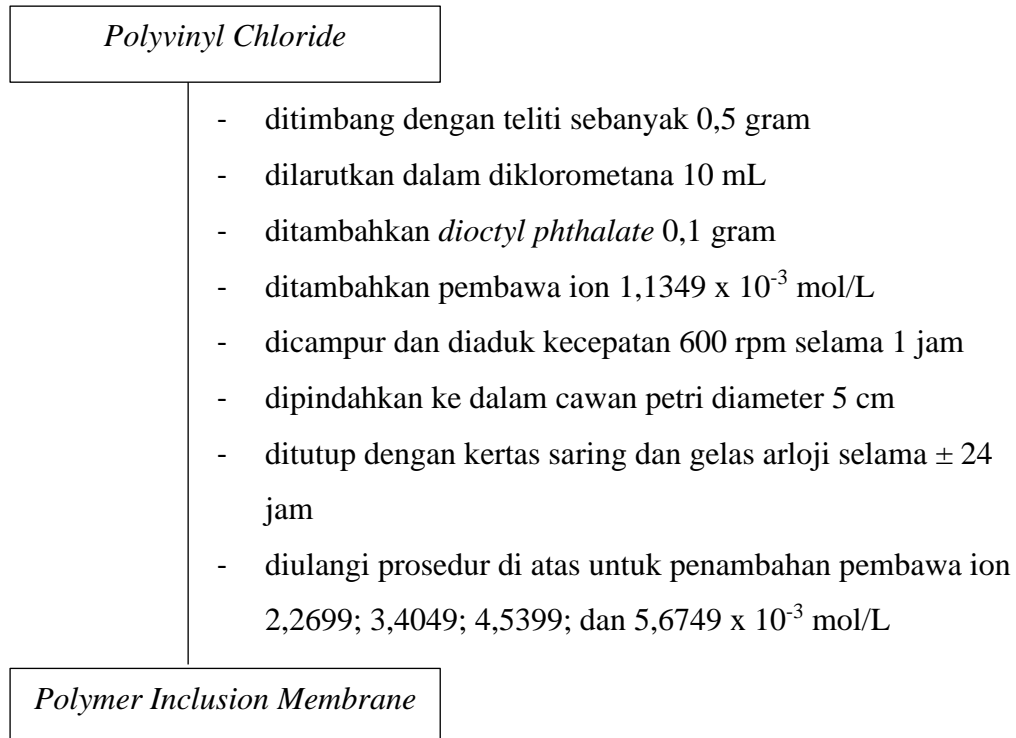 Polyvinyl Chloride
- ditimbang dengan teliti sebanyak 0,5 gram
- dilarutkan dalam diklorometana 10 mL
- ditambahkan dioctyl phthalate 0,1 gram
- ditambahkan pembawa ion 1,1349 x 10⁻³ mol/L
- dicampur dan diaduk kecepatan 600 rpm selama 1 jam
- dipindahkan ke dalam cawan petri diameter 5 cm
- ditutup dengan kertas saring dan gelas arloji selama ± 24
jam
- diulangi prosedur di atas untuk penambahan pembawa ion
2,2699; 3,4049; 4,5399; dan 5,6749 x 10⁻³ mol/L
Polymer Inclusion Membrane